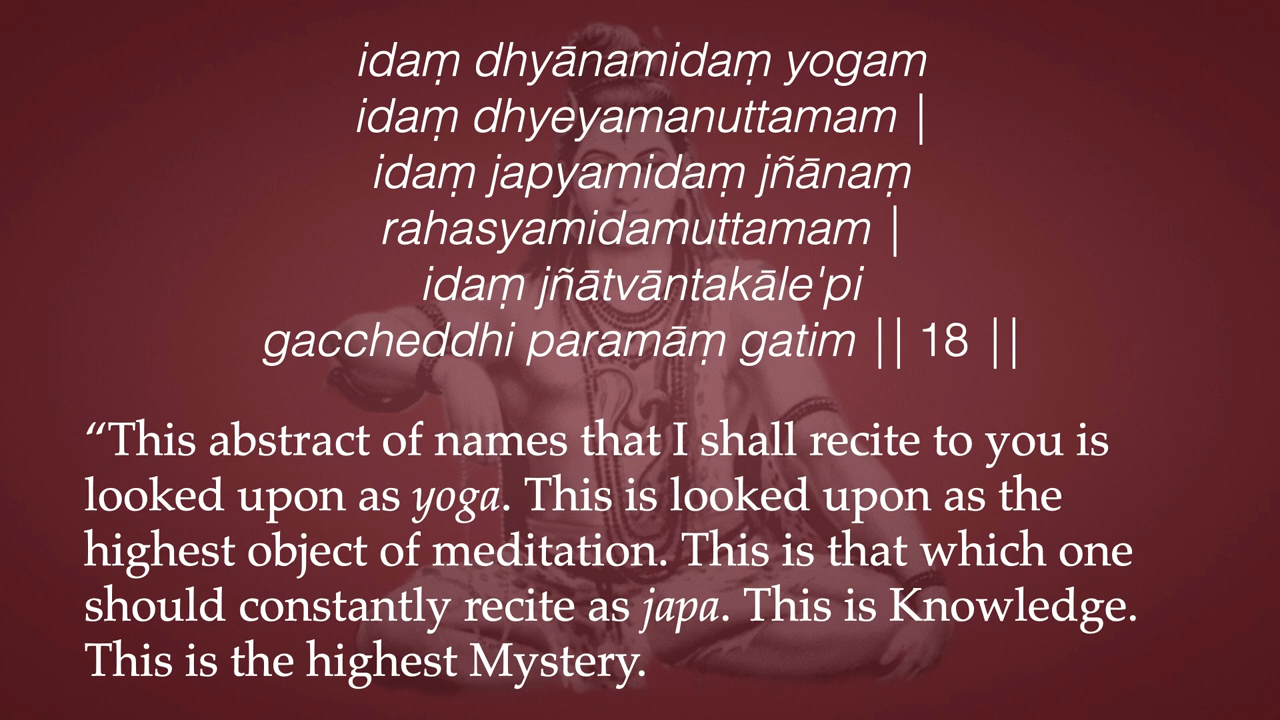 idaṃ dhyānamidaṃ yogam
idaṃ dhyeyamanuttamam |
idaṃ japyamidaṃ jñānaṃ
rahasyamidamuttamam |
idaṃ jñātvāntakāle'pi
gaccheddhi paramāṃ gatim || 18 ||
“This abstract of names that I shall recite to you is
looked upon as yoga. This is looked upon as the
highest object of meditation. This is that which one
should constantly recite as japa. This is Knowledge.
This is the highest Mystery.